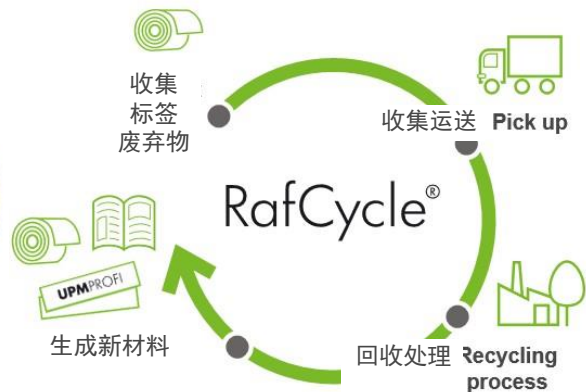 收集
标签
废弃物
收集运送 Pick up
RafCycle®
UPMPROFI
生成新材料
回收处理 Recycling
process